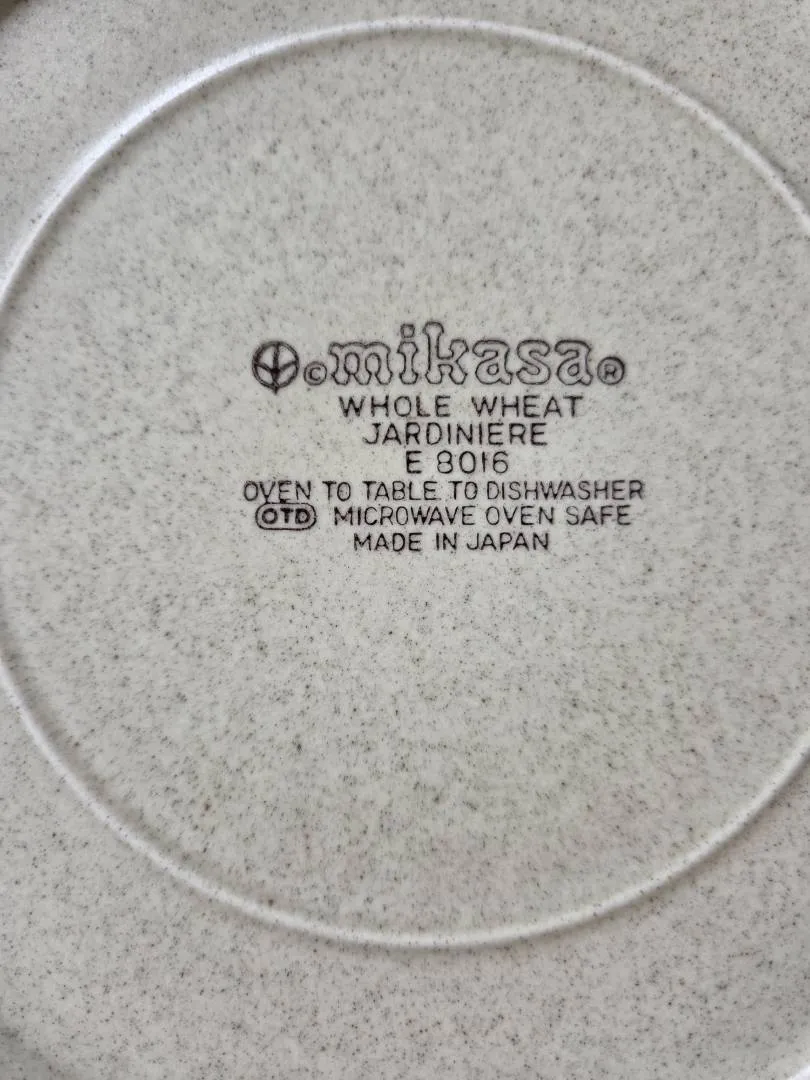 © mikasa ®
WHOLE WHEAT
JARDINIERE
E 8016
OVEN TO TABLE TO DISHWASHER
OTD MICROWAVE OVEN SAFE
MADE IN JAPAN